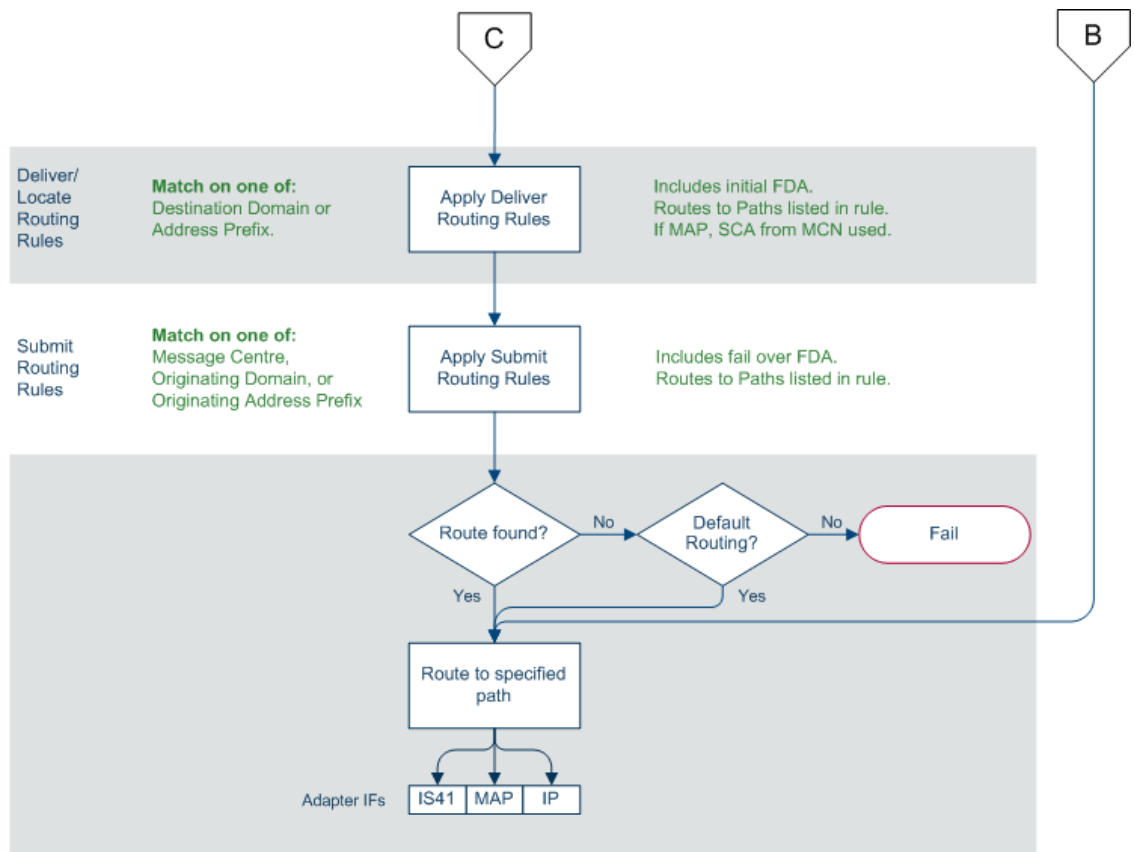 C
B
Deliver/
Locate
Routing
Rules
Match on one of:
Destination Domain or
Address Prefix.
Apply Deliver
Routing Rules
Includes initial FDA.
Routes to Paths listed in rule.
If MAP, SCA from MCN used.
Submit
Routing
Rules
Match on one of:
Message Centre,
Originating Domain, or
Originating Address Prefix
Apply Submit
Routing Rules
Includes fail over FDA.
Routes to Paths listed in rule.
Route found?
No
Default
Routing?
No
Fail
Yes
Yes
Route to specified
path
Adapter IFs
IS41
MAP
IP